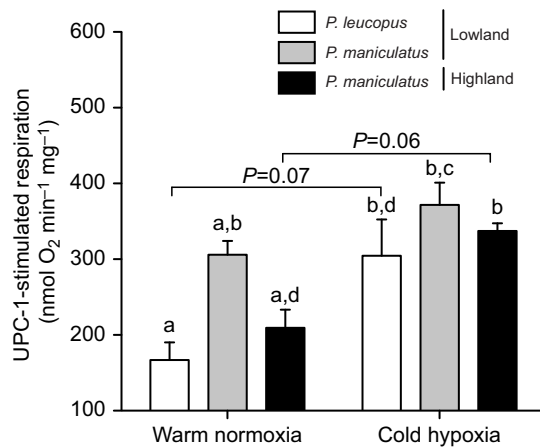 600
500
400
300
200
100
UPC-1-stimulated respiration
(nmol O₂ min⁻¹ mg⁻¹)
P. leucopus
P. maniculatus
P. maniculatus
Lowland
Highland
P=0.06
P=0.07
a
a,b
a,d
b,d
b,c
b
Warm normoxia
Cold hypoxia